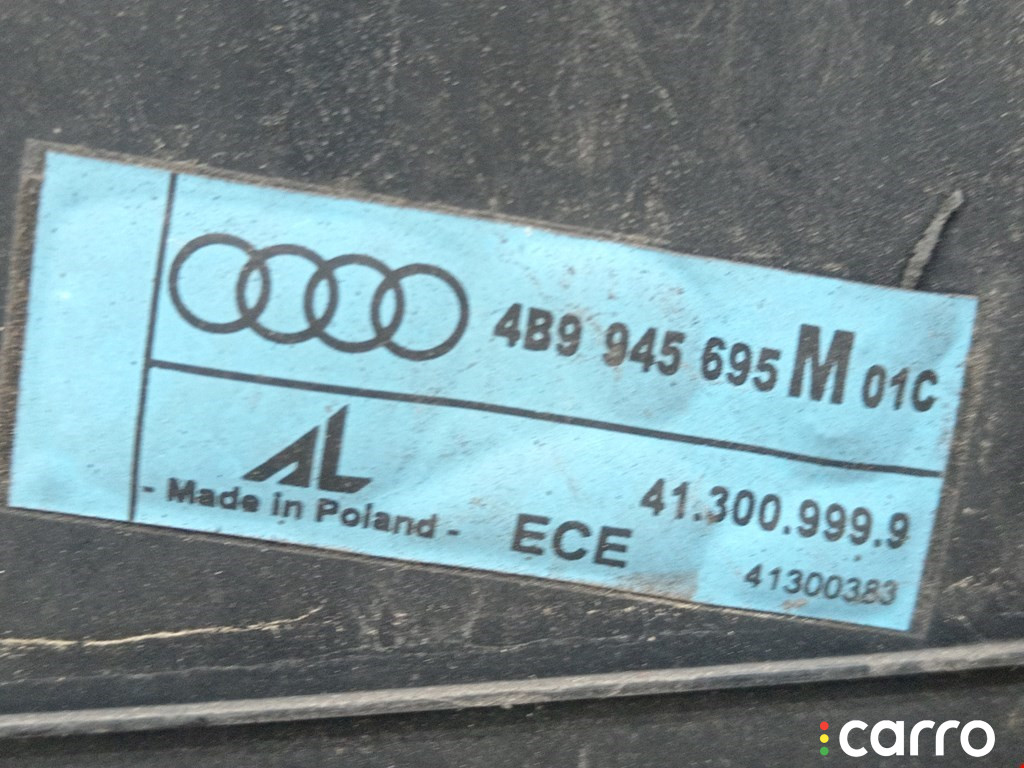 4B9 945 695 M 01C
AL
- Made in Poland -
ECE
41.300.999.9
41300383
carro